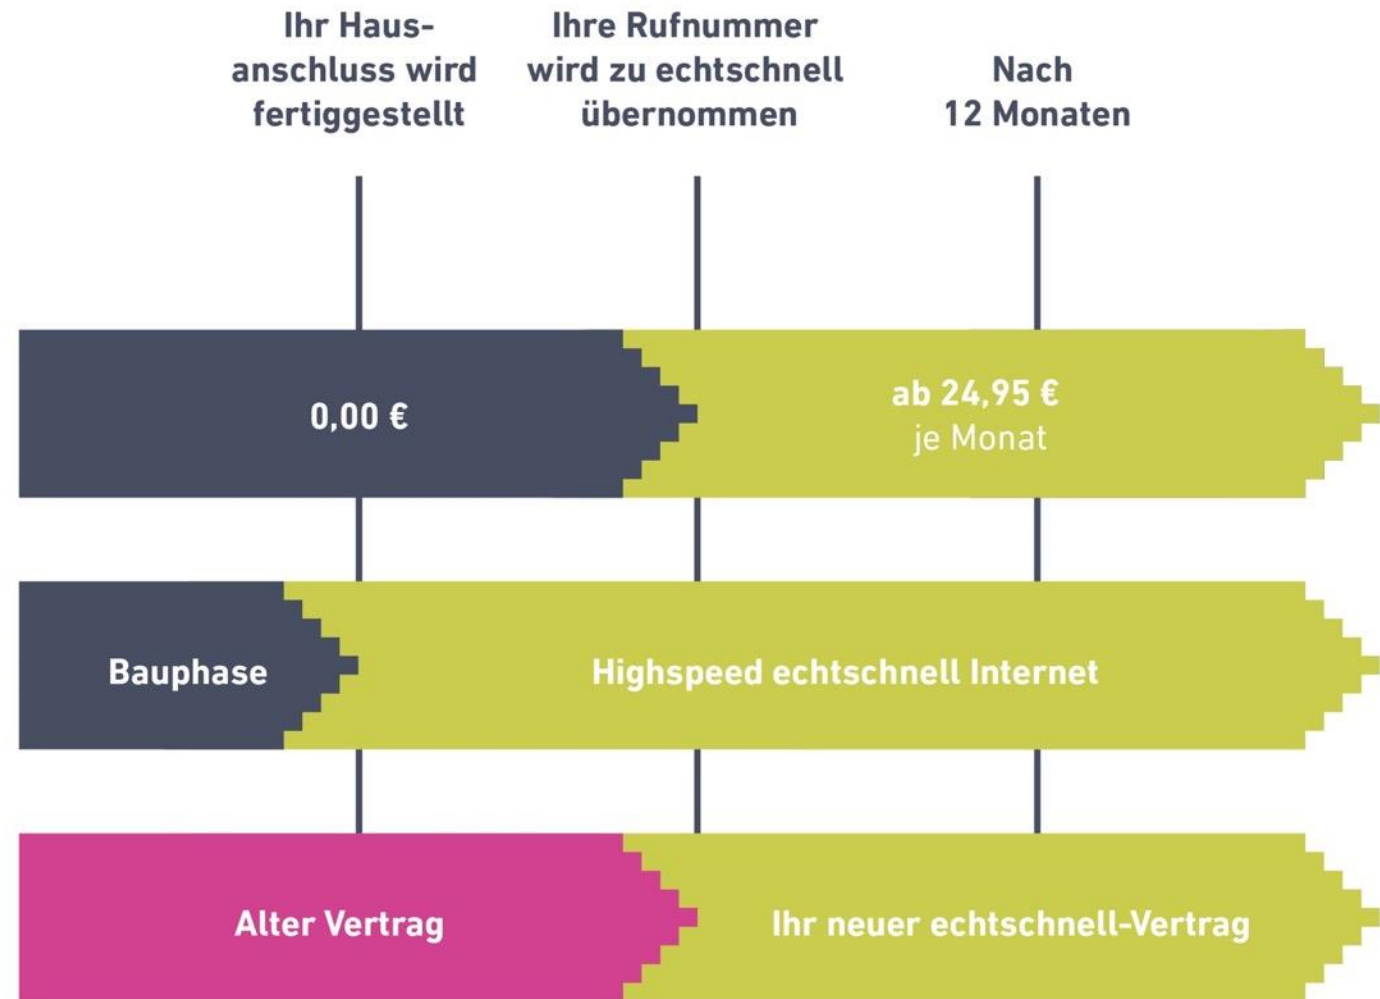 Ihr Haus-
anschluss wird
fertiggestellt
Ihre Rufnummer
wird zu echtschnell
übernommen
Nach
12 Monaten
0,00 €
ab 24,95 €
je Monat
Bauphase
Highspeed echtschnell Internet
Alter Vertrag
Ihr neuer echtschnell-Vertrag